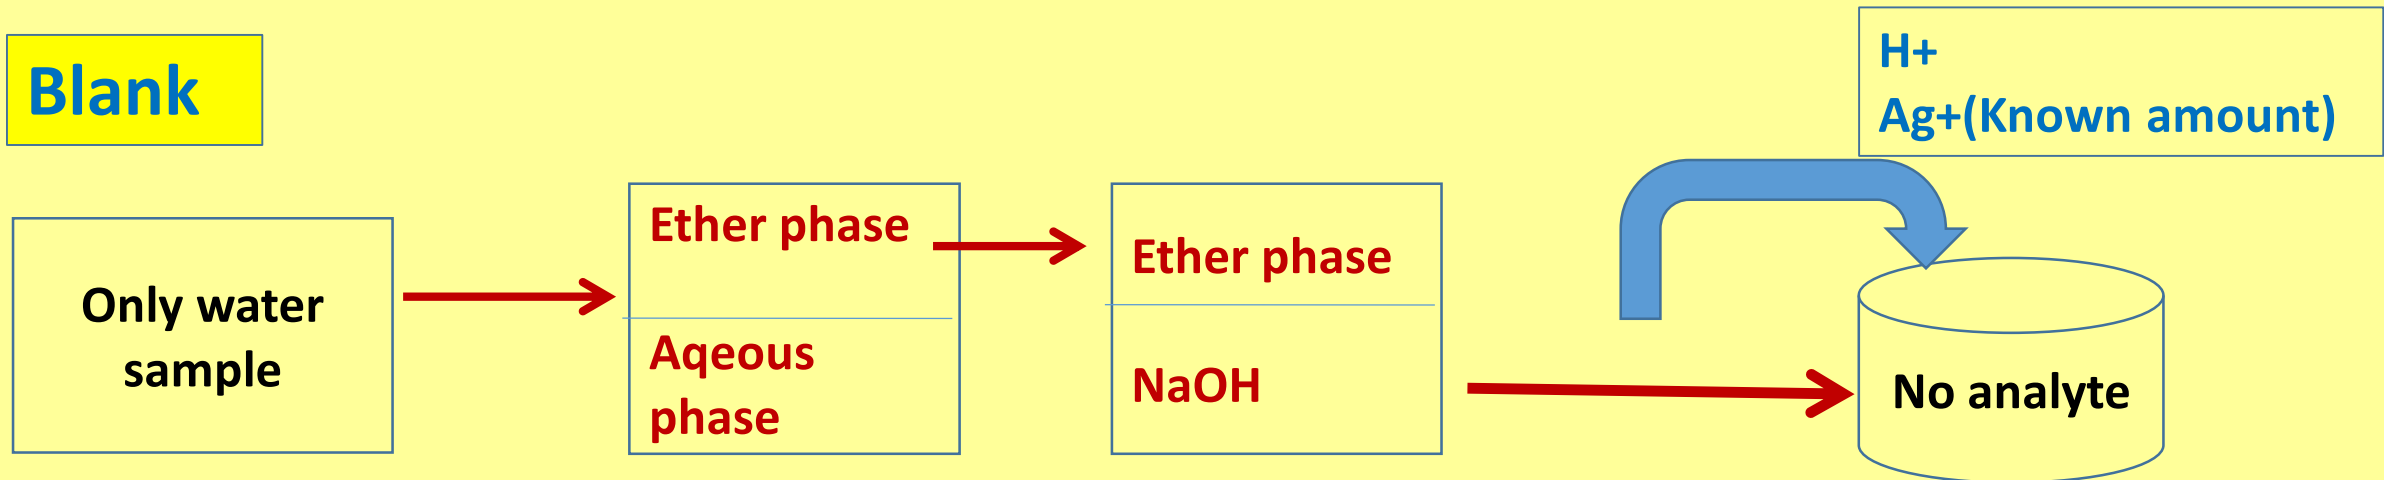 Blank
H+
Ag+(Known amount)
Only water
sample
Ether phase
Aqeous
phase
Ether phase
NaOH
No analyte